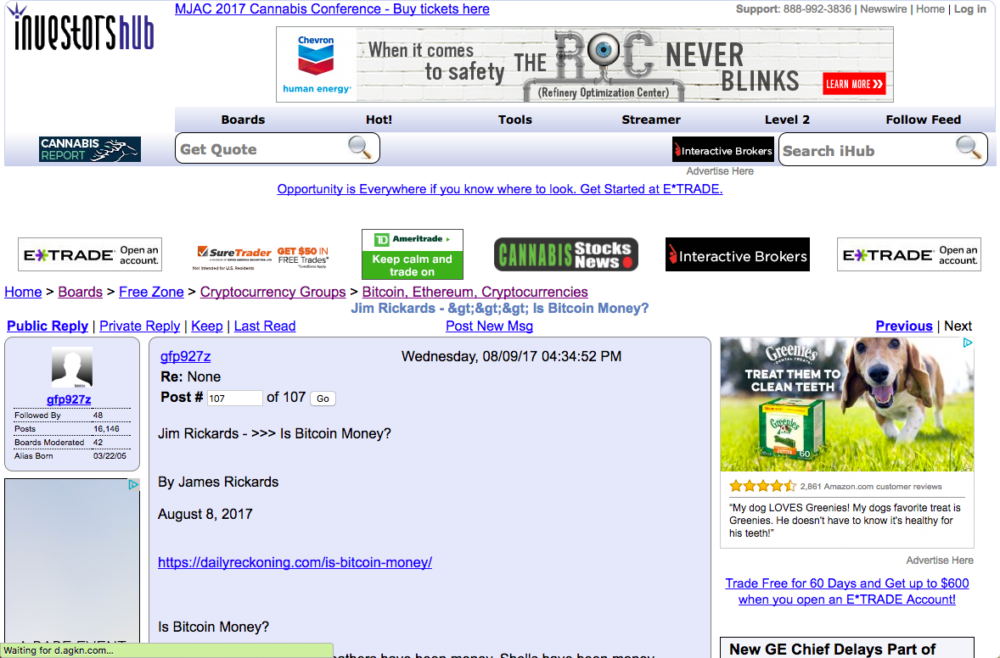 investorshub
MJAC 2017 Cannabis Conference - Buy tickets here
Support: 888-992-3836 | Newswire | Home | Log in
Chevron
human energy®
When it comes
to safety
THE ROC NEVER
BLINKS
(Refinery Optimization Center)
LEARN MORE
Boards
Hot!
Tools
Streamer
Level 2
Follow Feed
CANNABIS
REPORT
Get Quote
Interactive Brokers
Search iHub
Advertise Here
Opportunity is Everywhere if you know where to look. Get Started at E*TRADE.
E*TRADE Open an
account.
SureTrader GET $50 IN
FREE Trades*
Not Intended for U.S. Residents
*Conditions Apply
TD Ameritrade
Keep calm and
trade on
CANNABIS Stocks
News
Interactive Brokers
E*TRADE Open an
account.
Home > Boards > Free Zone > Cryptocurrency Groups > Bitcoin, Ethereum, Cryptocurrencies
Jim Rickards - &gt;&gt;&gt; Is Bitcoin Money?
Public Reply | Private Reply | Keep | Last Read
Post New Msg
Previous | Next
gfp927z
Followed By 48
Posts 16,146
Boards Moderated 42
Alias Born 03/22/05
gfp927z
Wednesday, 08/09/17 04:34:52 PM
Re: None
Post # 107 of 107 Go
Jim Rickards - >>> Is Bitcoin Money?
By James Rickards
August 8, 2017
https://dailyreckoning.com/is-bitcoin-money/
Is Bitcoin Money?
Greenies
DENTAL TREATS
TREAT THEM TO
CLEAN TEETH
Greenies
60
2,861 Amazon.com customer reviews
“My dog LOVES Greenies! My dogs favorite treat is
Greenies. He doesn't have to know it's healthy for
his teeth!”
Advertise Here
Trade Free for 60 Days and Get up to $600
when you open an E*TRADE Account!
New GE Chief Delays Part of
Waiting for d.agkn.com...